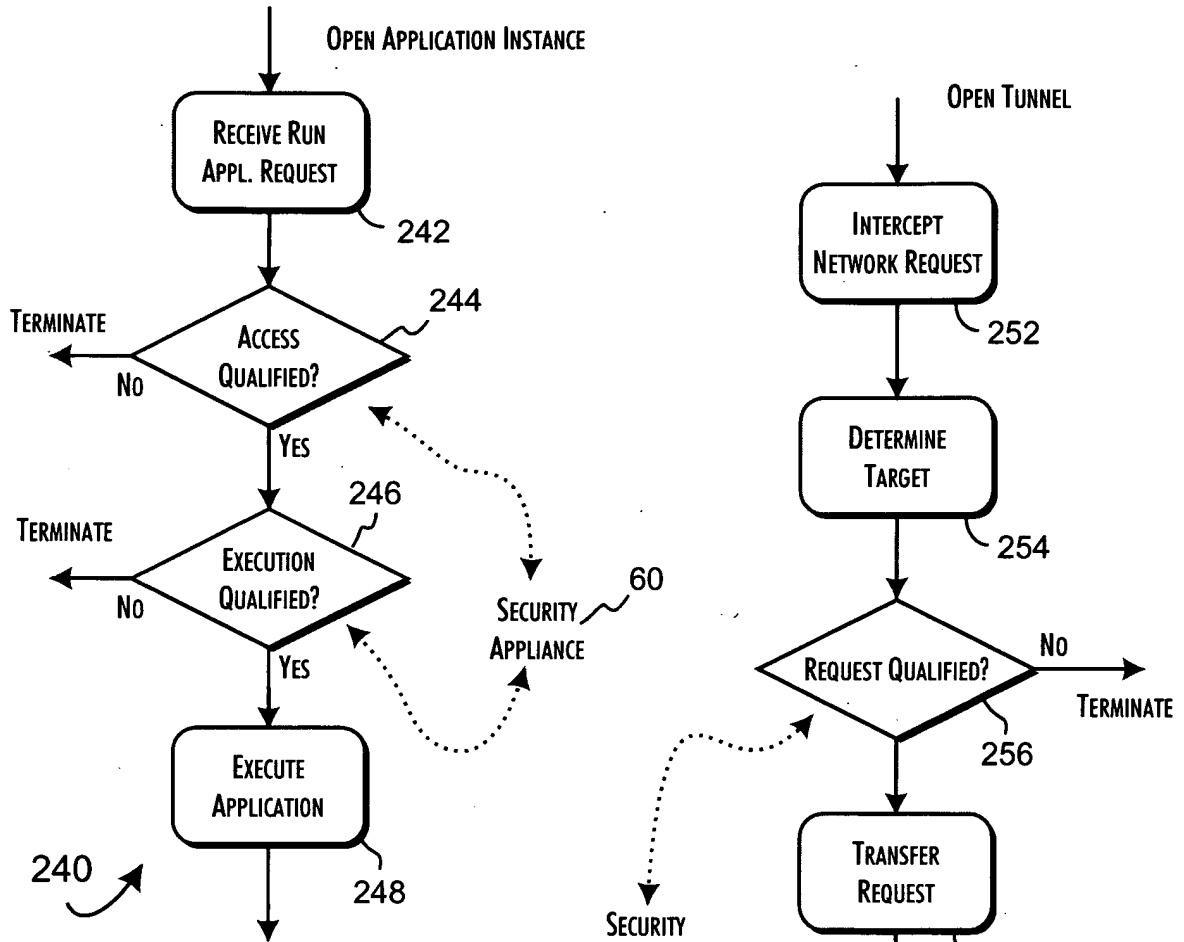 OPEN APPLICATION INSTANCE
RECEIVE RUN
APPL. REQUEST
242
244
TERMINATE
ACCESS
QUALIFIED?
NO
YES
246
TERMINATE
EXECUTION
QUALIFIED?
NO
YES
60
SECURITY
APPLIANCE
EXECUTE
APPLICATION
248
240
OPEN TUNNEL
INTERCEPT
NETWORK REQUEST
252
DETERMINE
TARGET
254
REQUEST QUALIFIED?
NO
TERMINATE
256
TRANSFER
REQUEST
SECURITY